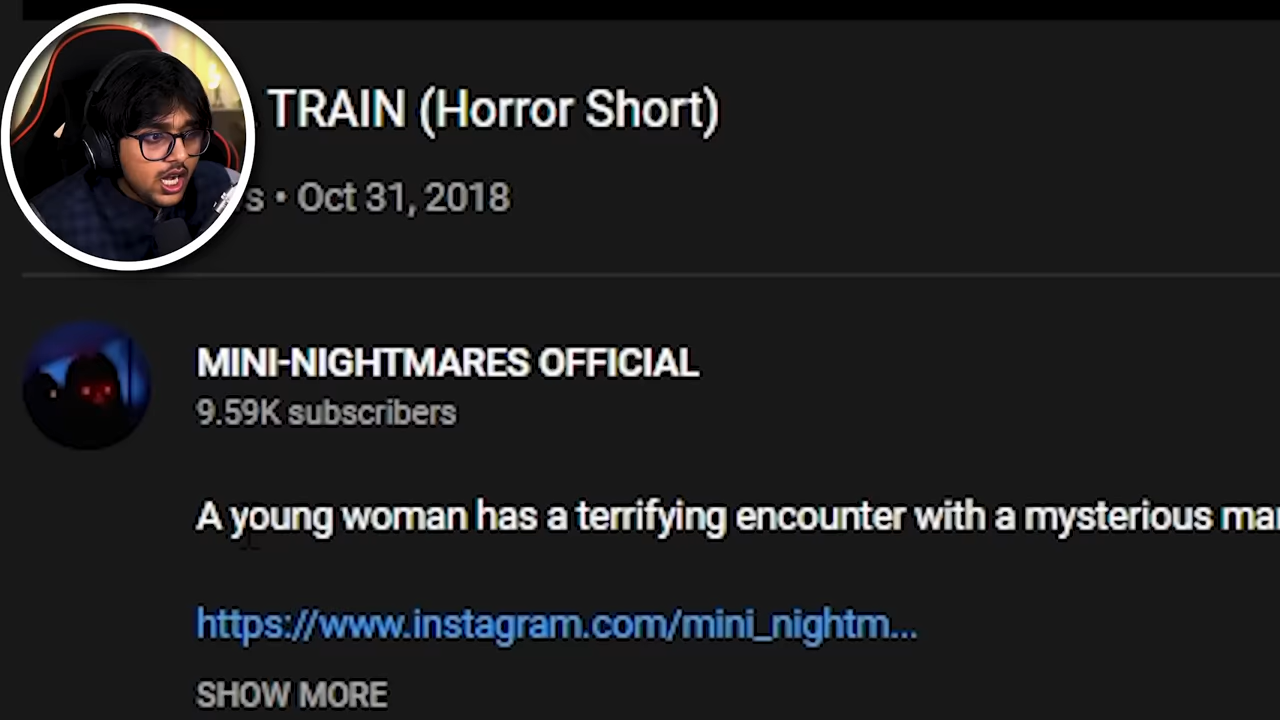 TRAIN (Horror Short)
• Oct 31, 2018
MINI-NIGHTMARES OFFICIAL
9.59K subscribers
A young woman has a terrifying encounter with a mysterious
https://www.instagram.com/mini_nightm...
SHOW MORE